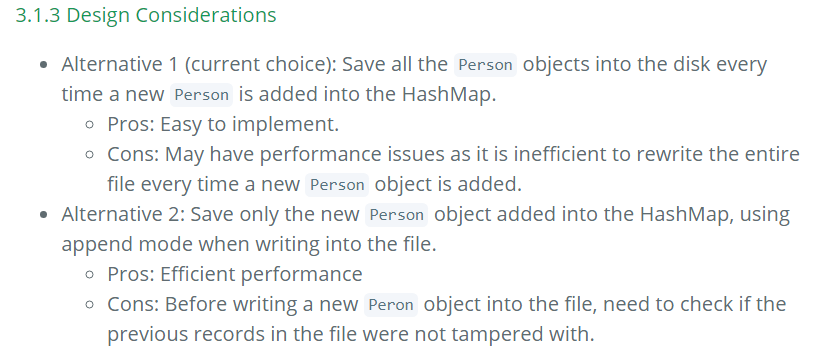 3.1.3 Design Considerations
• Alternative 1 (current choice): Save all the Person objects into the disk every
time a new Person is added into the HashMap.
◦ Pros: Easy to implement.
◦ Cons: May have performance issues as it is inefficient to rewrite the entire
file every time a new Person object is added.
• Alternative 2: Save only the new Person object added into the HashMap, using
append mode when writing into the file.
◦ Pros: Efficient performance
◦ Cons: Before writing a new Peron object into the file, need to check if the
previous records in the file were not tampered with.